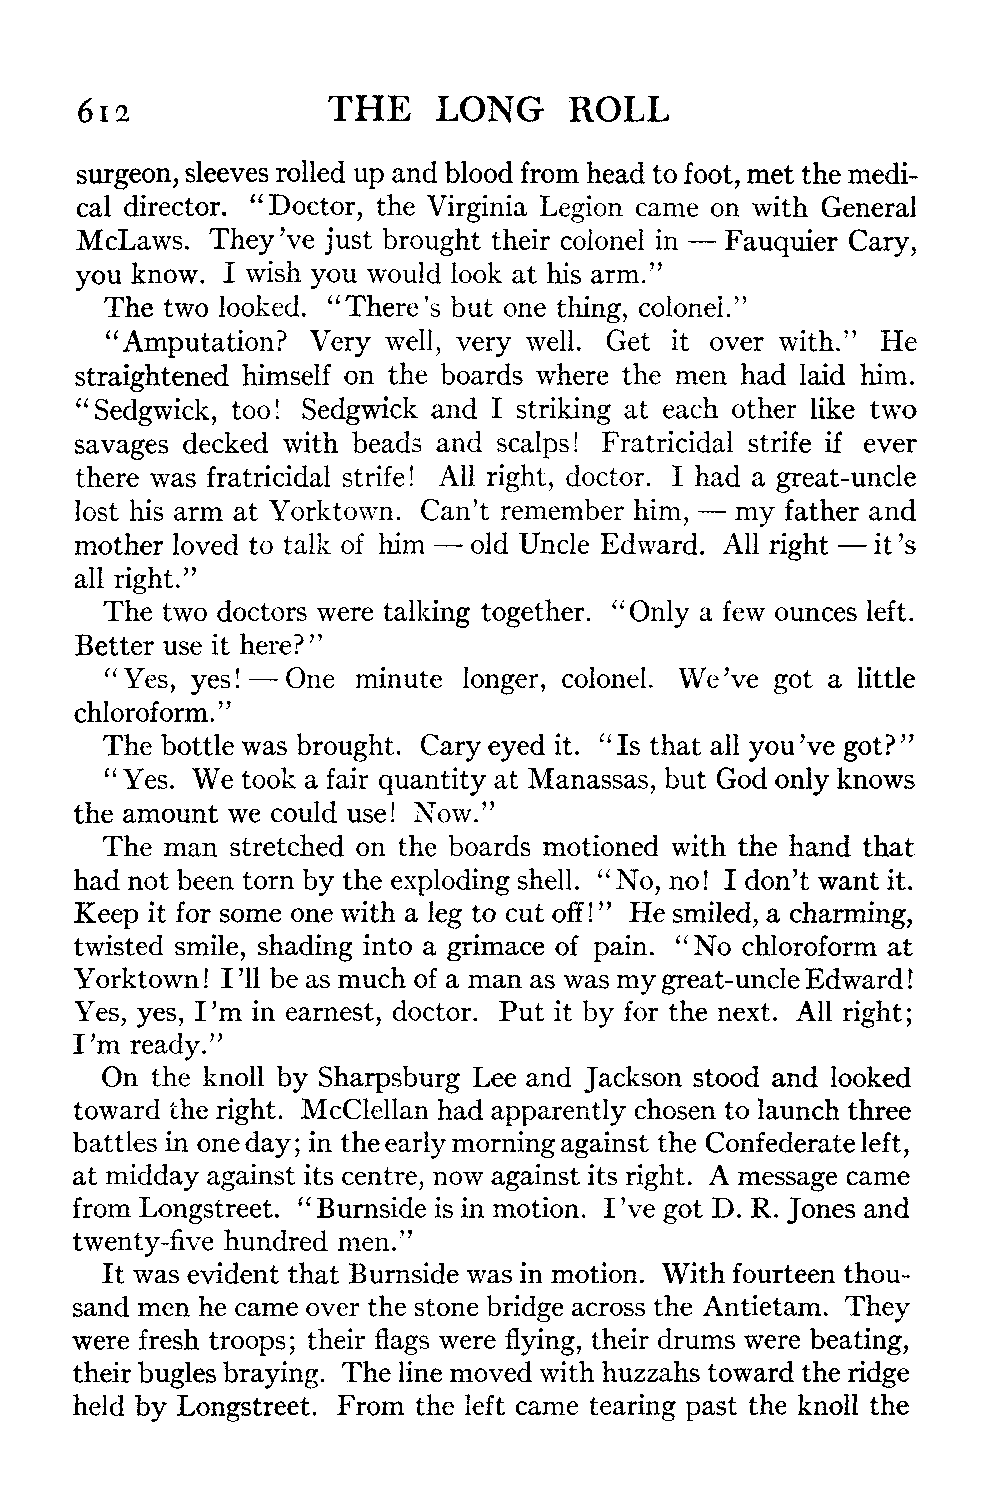 612 THE LONG ROLL
surgeon, sleeves rolled up and blood from head to foot, met the medi-
cal director. "Doctor, the Virginia Legion came on with General
McLaws. They've just brought their colonel in — Fauquier Cary,
you know. I wish you would look at his arm."
The two looked. "There's but one thing, colonel."
"Amputation? Very well, very well. Get it over with." He
straightened himself on the boards where the men had laid him.
"Sedgwick, too! Sedgwick and I striking at each other like two
savages decked with beads and scalps! Fratricidal strife if ever
there was fratricidal strife! All right, doctor. I had a great-uncle
lost his arm at Yorktown. Can't remember him, — my father and
mother loved to talk of him — old Uncle Edward. All right — it's
all right."
The two doctors were talking together. "Only a few ounces left.
Better use it here?"
"Yes, yes! — One minute longer, colonel. We've got a little
chloroform."
The bottle was brought. Cary eyed it. "Is that all you've got?"
"Yes. We took a fair quantity at Manassas, but God only knows
the amount we could use! Now."
The man stretched on the boards motioned with the hand that
had not been torn by the exploding shell. "No, no! I don't want it.
Keep it for some one with a leg to cut off!" He smiled, a charming,
twisted smile, shading into a grimace of pain. "No chloroform at
Yorktown! I'll be as much of a man as was my great-uncle Edward!
Yes, yes, I'm in earnest, doctor. Put it by for the next. All right;
I'm ready."
On the knoll by Sharpsburg Lee and Jackson stood and looked
toward the right. McClellan had apparently chosen to launch three
battles in one day; in the early morning against the Confederate left,
at midday against its centre, now against its right. A message came
from Longstreet. "Burnside is in motion. I've got D. R. Jones and
twenty-five hundred men."
It was evident that Burnside was in motion. With fourteen thou-
sand men he came over the stone bridge across the Antietam. They
were fresh troops; their flags were flying, their drums were beating,
their bugles braying. The line moved with huzzahs toward the ridge
held by Longstreet. From the left came tearing past the knoll the